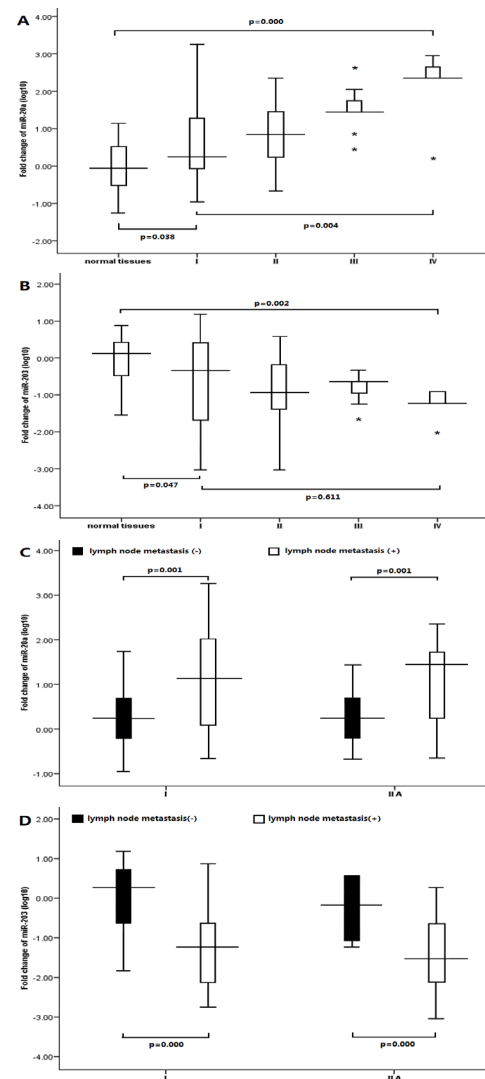 A
p=0.000
4.00
3.00
2.00
1.00
0.00
-1.00
-2.00
Fold change of miR-20a (log10)
* * * *
p=0.038
p=0.004
normal tissues I II III IV
B
p=0.002
2.00
1.00
0.00
-1.00
-2.00
-3.00
-4.00
Fold change of miR-203 (log10)
* *
p=0.047
p=0.611
normal tissues I II III IV
C
lymph node metastasis (-) lymph node metastasis (+)
p=0.001 p=0.001
4.00
3.00
2.00
1.00
0.00
-1.00
Fold change of miR-20a (log10)
I II A
D
lymph node metastasis(-) lymph node metastasis(+)
2.00
1.00
0.00
-1.00
-2.00
-3.00
-4.00
Fold change of miR-203 (log10)
p=0.000 p=0.000
I II A